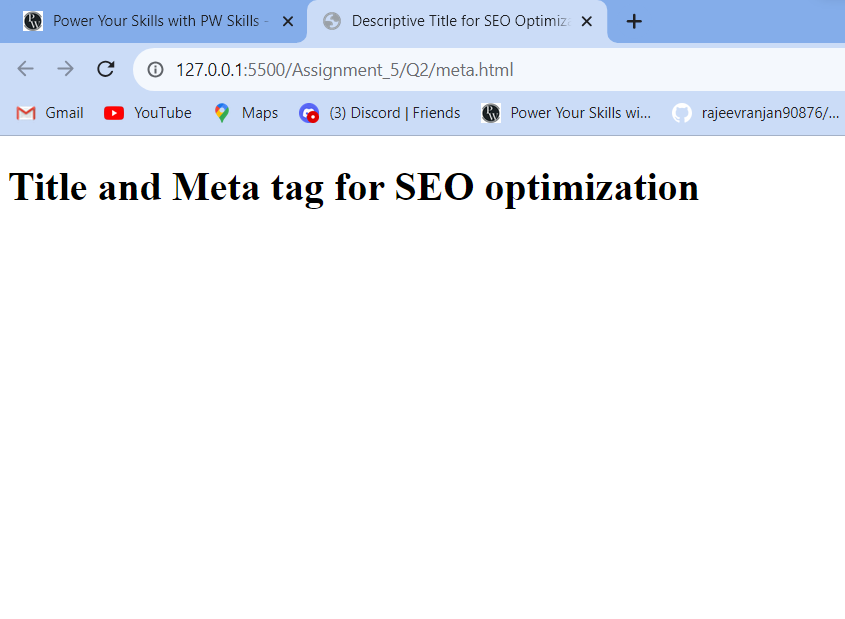 Power Your Skills with PW Skills - Descriptive Title for SEO Optimiz
127.0.0.1:5500/Assignment_5/Q2/meta.html
Gmail YouTube Maps (3) Discord | Friends Power Your Skills wi... rajeevranjan90876/...
Title and Meta tag for SEO optimization